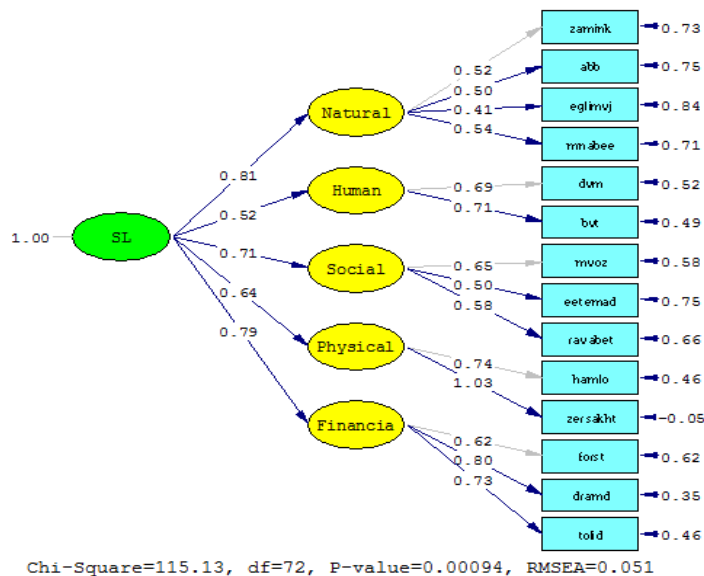 zamink
0.73
0.52
abb
0.75
0.50
eglimvj
0.84
0.41
Natural
mnabee
0.71
0.54
0.81
dvm
0.52
0.69
Human
0.52
bvt
0.49
0.71
1.00
SL
mvoz
0.58
0.65
0.71
Social
eetemad
0.75
0.50
0.64
ravabet
0.66
0.58
0.79
Physical
hamlo
0.46
0.74
zersakht
-0.05
1.03
Financia
forst
0.62
0.62
dramd
0.35
0.80
tolid
0.46
0.73
Chi-Square=115.13, df=72, P-value=0.00094, RMSEA=0.051